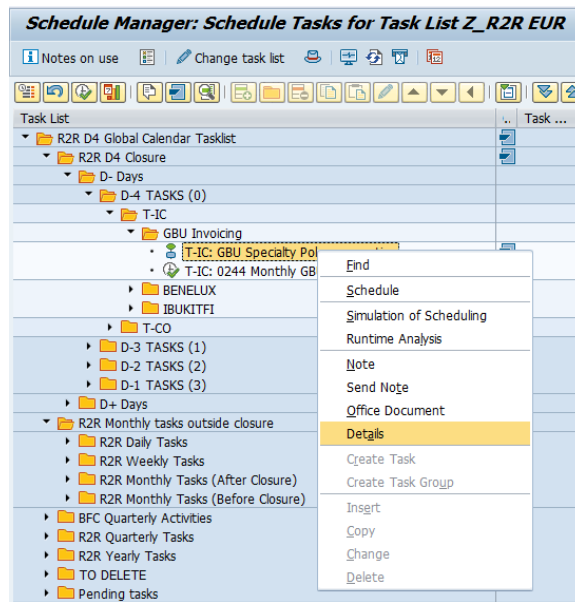 Schedule Manager: Schedule Tasks for Task List Z_R2R EUR
Notes on use Change task list
Task List .. Task ...
R2R D4 Global Calendar Tasklist
R2R D4 Closure
D- Days
D-4 TASKS (0)
T-IC
GBU Invoicing
T-IC: GBU Specialty
T-IC: 0244 Monthly
BENELUX
IBUKITFI
T-CO
D-3 TASKS (1)
D-2 TASKS (2)
D-1 TASKS (3)
D+ Days
R2R Monthly tasks outside closure
R2R Daily Tasks
R2R Weekly Tasks
R2R Monthly Tasks (After Closure)
R2R Monthly Tasks (Before Closure)
BFC Quarterly Activities
R2R Quarterly Tasks
R2R Yearly Tasks
TO DELETE
Pending tasks
Find
Schedule
Simulation of Scheduling
Runtime Analysis
Note
Send Note
Office Document
Details
Create Task
Create Task Group
Insert
Copy
Change
Delete